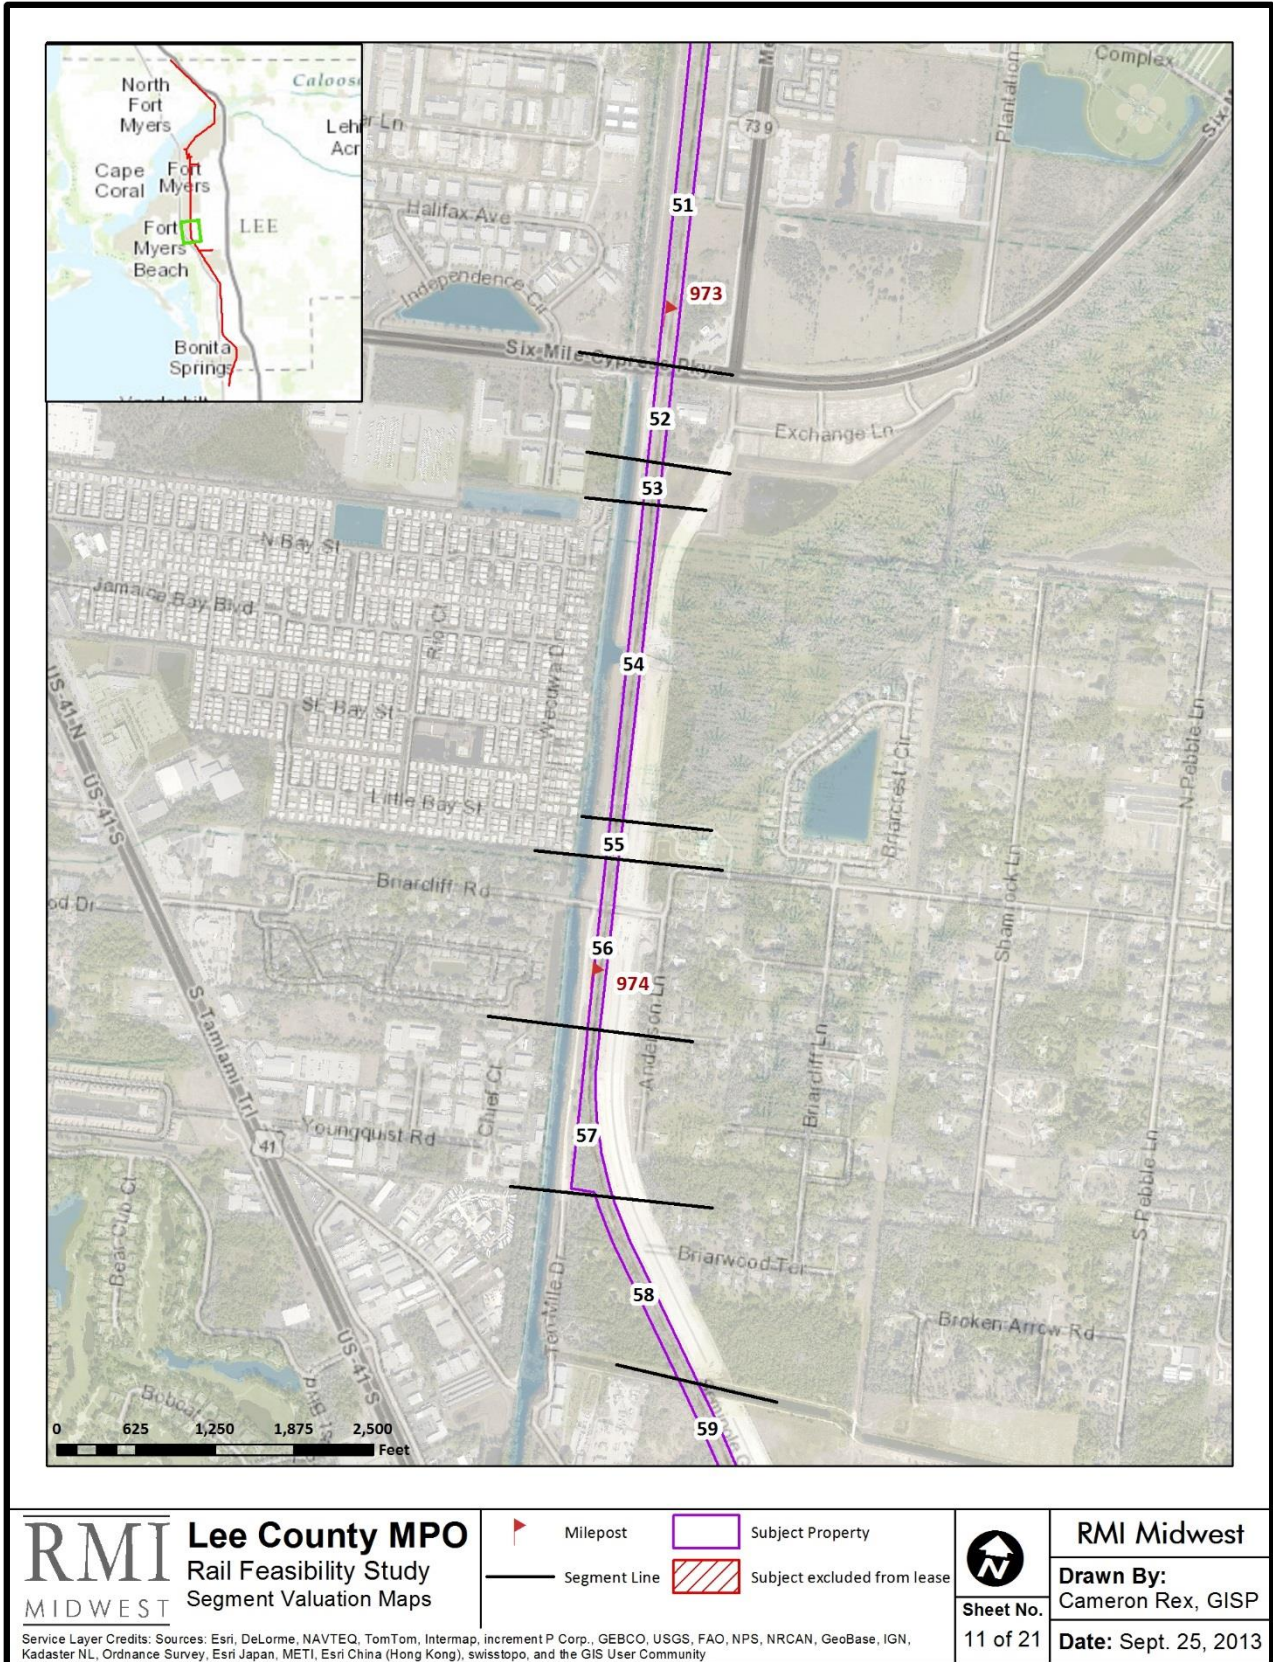 North
Fort
Myers
Caloos
Lehi
Acr
Cape
Coral
Fort
Myers
Fort
Myers
Beach
LEE
Bonita
Springs
Complex
Plantation
739
Halifax Ave
Independence Cir
51
973
Six Mile Cypress Pky
52
Exchange Ln
53
N Bay St
Jamaica Bay Blvd
Rio Ct
Wecuwa Dr
54
SE Bay St
US-41 N
US-41 S
Little Bay St
Briarcrest Cir
N Pebble Ln
55
Briarcliff Rd
od Dr
Shamrock Ln
56
974
Anderson Ln
S Tamiami Trl
41
Youngquist Rd
Chief Ct
57
Briarcliff Ln
S Pebble Ln
Bear Cub Ct
Ten Mile Dr
Briarwood Ter
58
Broken Arrow Rd
US-41 S
59
0 625 1,250 1,875 2,500
Feet
RMI
MIDWEST
Lee County MPO
Rail Feasibility Study
Segment Valuation Maps
Milepost
Subject Property
Segment Line
Subject excluded from lease
N
Sheet No.
11 of 21
RMI Midwest
Drawn By:
Cameron Rex, GISP
Date: Sept. 25, 2013
Service Layer Credits: Sources: Esri, DeLorme, NAVTEQ, TomTom, Intermap, increment P Corp., GEBCO, USGS, FAO, NPS, NRCAN, GeoBase, IGN,
Kadaster NL, Ordnance Survey, Esri Japan, METI, Esri China (Hong Kong), swisstopo, and the GIS User Community